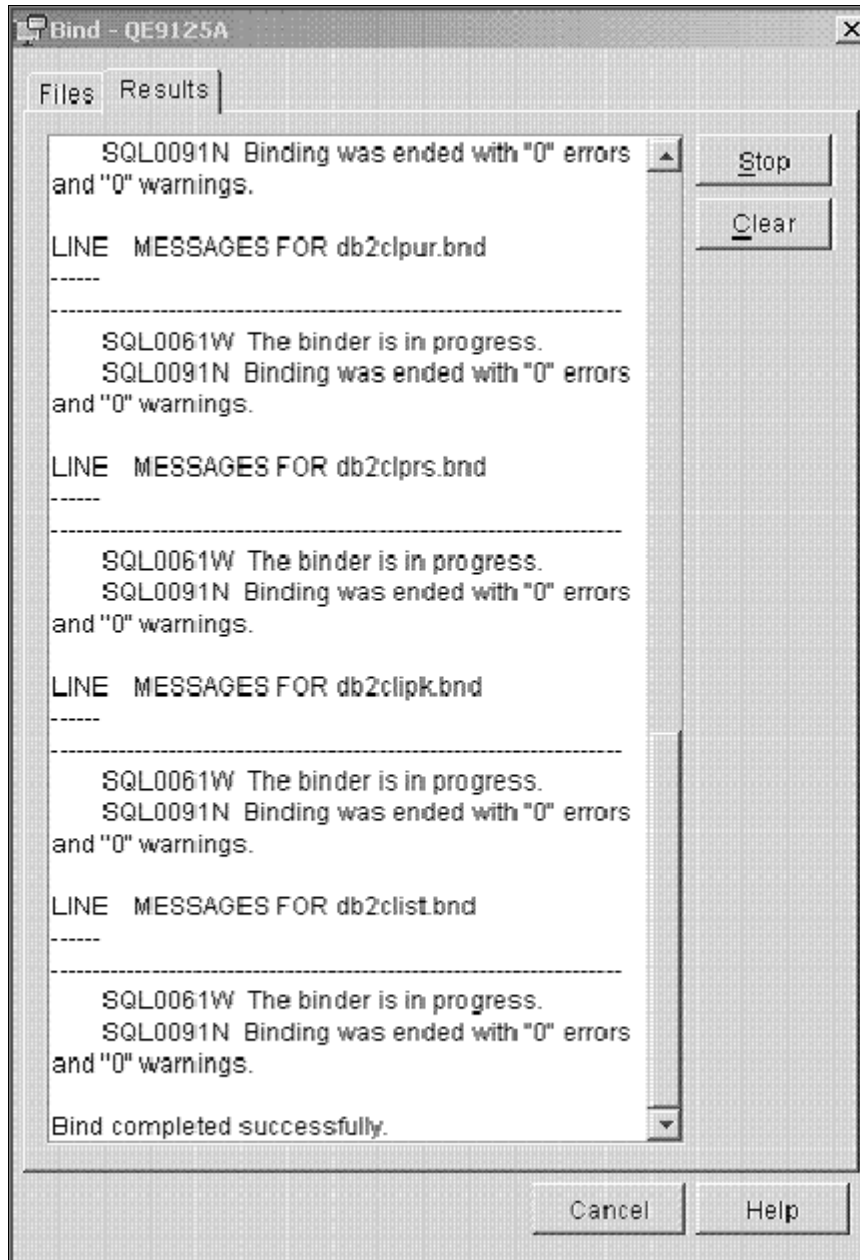 Bind - QE9125A
Files Results
SQL0091N Binding was ended with "0" errors
and "0" warnings.
LINE MESSAGES FOR db2clpur.bnd
------
----------------------------------------------------------------
SQL0061W The binder is in progress.
SQL0091N Binding was ended with "0" errors
and "0" warnings.
LINE MESSAGES FOR db2clprs.bnd
------
----------------------------------------------------------------
SQL0061W The binder is in progress.
SQL0091N Binding was ended with "0" errors
and "0" warnings.
LINE MESSAGES FOR db2clipk.bnd
------
----------------------------------------------------------------
SQL0061W The binder is in progress.
SQL0091N Binding was ended with "0" errors
and "0" warnings.
LINE MESSAGES FOR db2clist.bnd
------
----------------------------------------------------------------
SQL0061W The binder is in progress.
SQL0091N Binding was ended with "0" errors
and "0" warnings.
Bind completed successfully.
Stop
Clear
Cancel Help